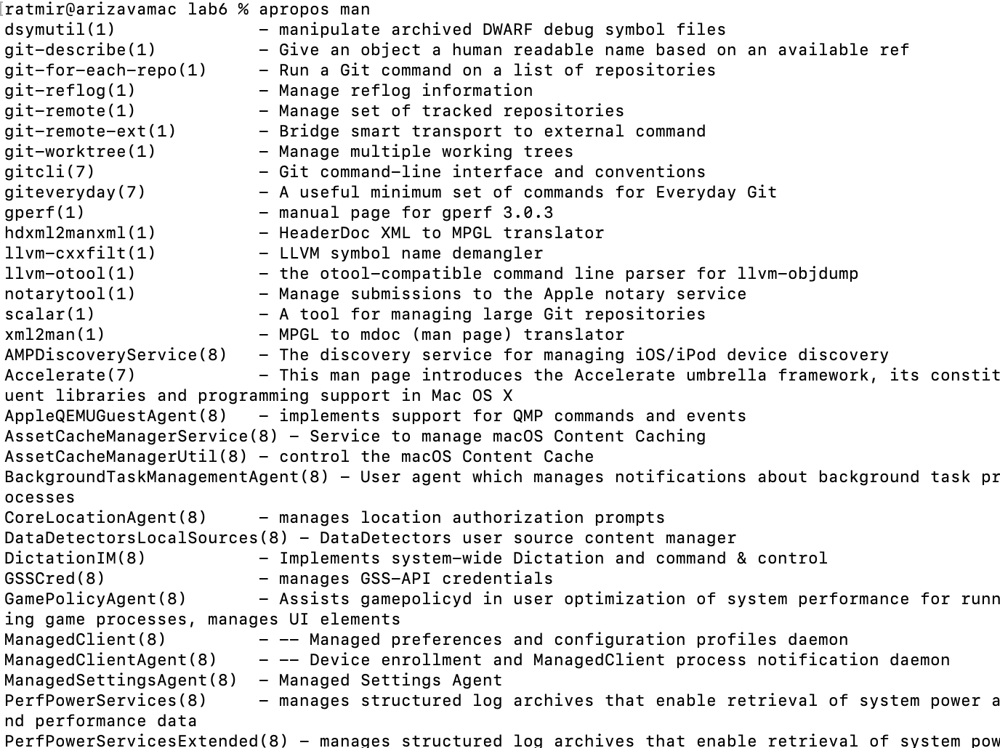 ratmir@arizavamac lab6 % apropos man
dsymutil(1)              - manipulate archived DWARF debug symbol files
git-describe(1)          - Give an object a human readable name based on an available ref
git-for-each-repo(1)     - Run a Git command on a list of repositories
git-reflog(1)            - Manage reflog information
git-remote(1)            - Manage set of tracked repositories
git-remote-ext(1)        - Bridge smart transport to external command
git-worktree(1)          - Manage multiple working trees
gitcli(7)                - Git command-line interface and conventions
giteveryday(7)           - A useful minimum set of commands for Everyday Git
gperf(1)                 - manual page for gperf 3.0.3
hdxml2manxml(1)          - HeaderDoc XML to MPGL translator
llvm-cxxfilt(1)          - LLVM symbol name demangler
llvm-otool(1)            - the otool-compatible command line parser for llvm-objdump
notarytool(1)            - Manage submissions to the Apple notary service
scalar(1)                - A tool for managing large Git repositories
xml2man(1)               - MPGL to mdoc (man page) translator
AMPDiscoveryService(8)   - The discovery service for managing iOS/iPod device discovery
Accelerate(7)            - This man page introduces the Accelerate umbrella framework, its constit
uent libraries and programming support in Mac OS X
AppleQEMUGuestAgent(8)   - implements support for QMP commands and events
AssetCacheManagerService(8) - Service to manage macOS Content Caching
AssetCacheManagerUtil(8) - control the macOS Content Cache
BackgroundTaskManagementAgent(8) - User agent which manages notifications about background task pr
ocesses
CoreLocationAgent(8)     - manages location authorization prompts
DataDetectorsLocalSources(8) - DataDetectors user source content manager
DictationIM(8)           - Implements system-wide Dictation and command & control
GSSCred(8)               - manages GSS-API credentials
GamePolicyAgent(8)       - Assists gamepolicyd in user optimization of system performance for runn
ing game processes, manages UI elements
ManagedClient(8)         - -- Managed preferences and configuration profiles daemon
ManagedClientAgent(8)    - -- Device enrollment and ManagedClient process notification daemon
ManagedSettingsAgent(8)  - Managed Settings Agent
PerfPowerServices(8)     - manages structured log archives that enable retrieval of system power a
nd performance data
PerfPowerServicesExtended(8) - manages structured log archives that enable retrieval of system pow